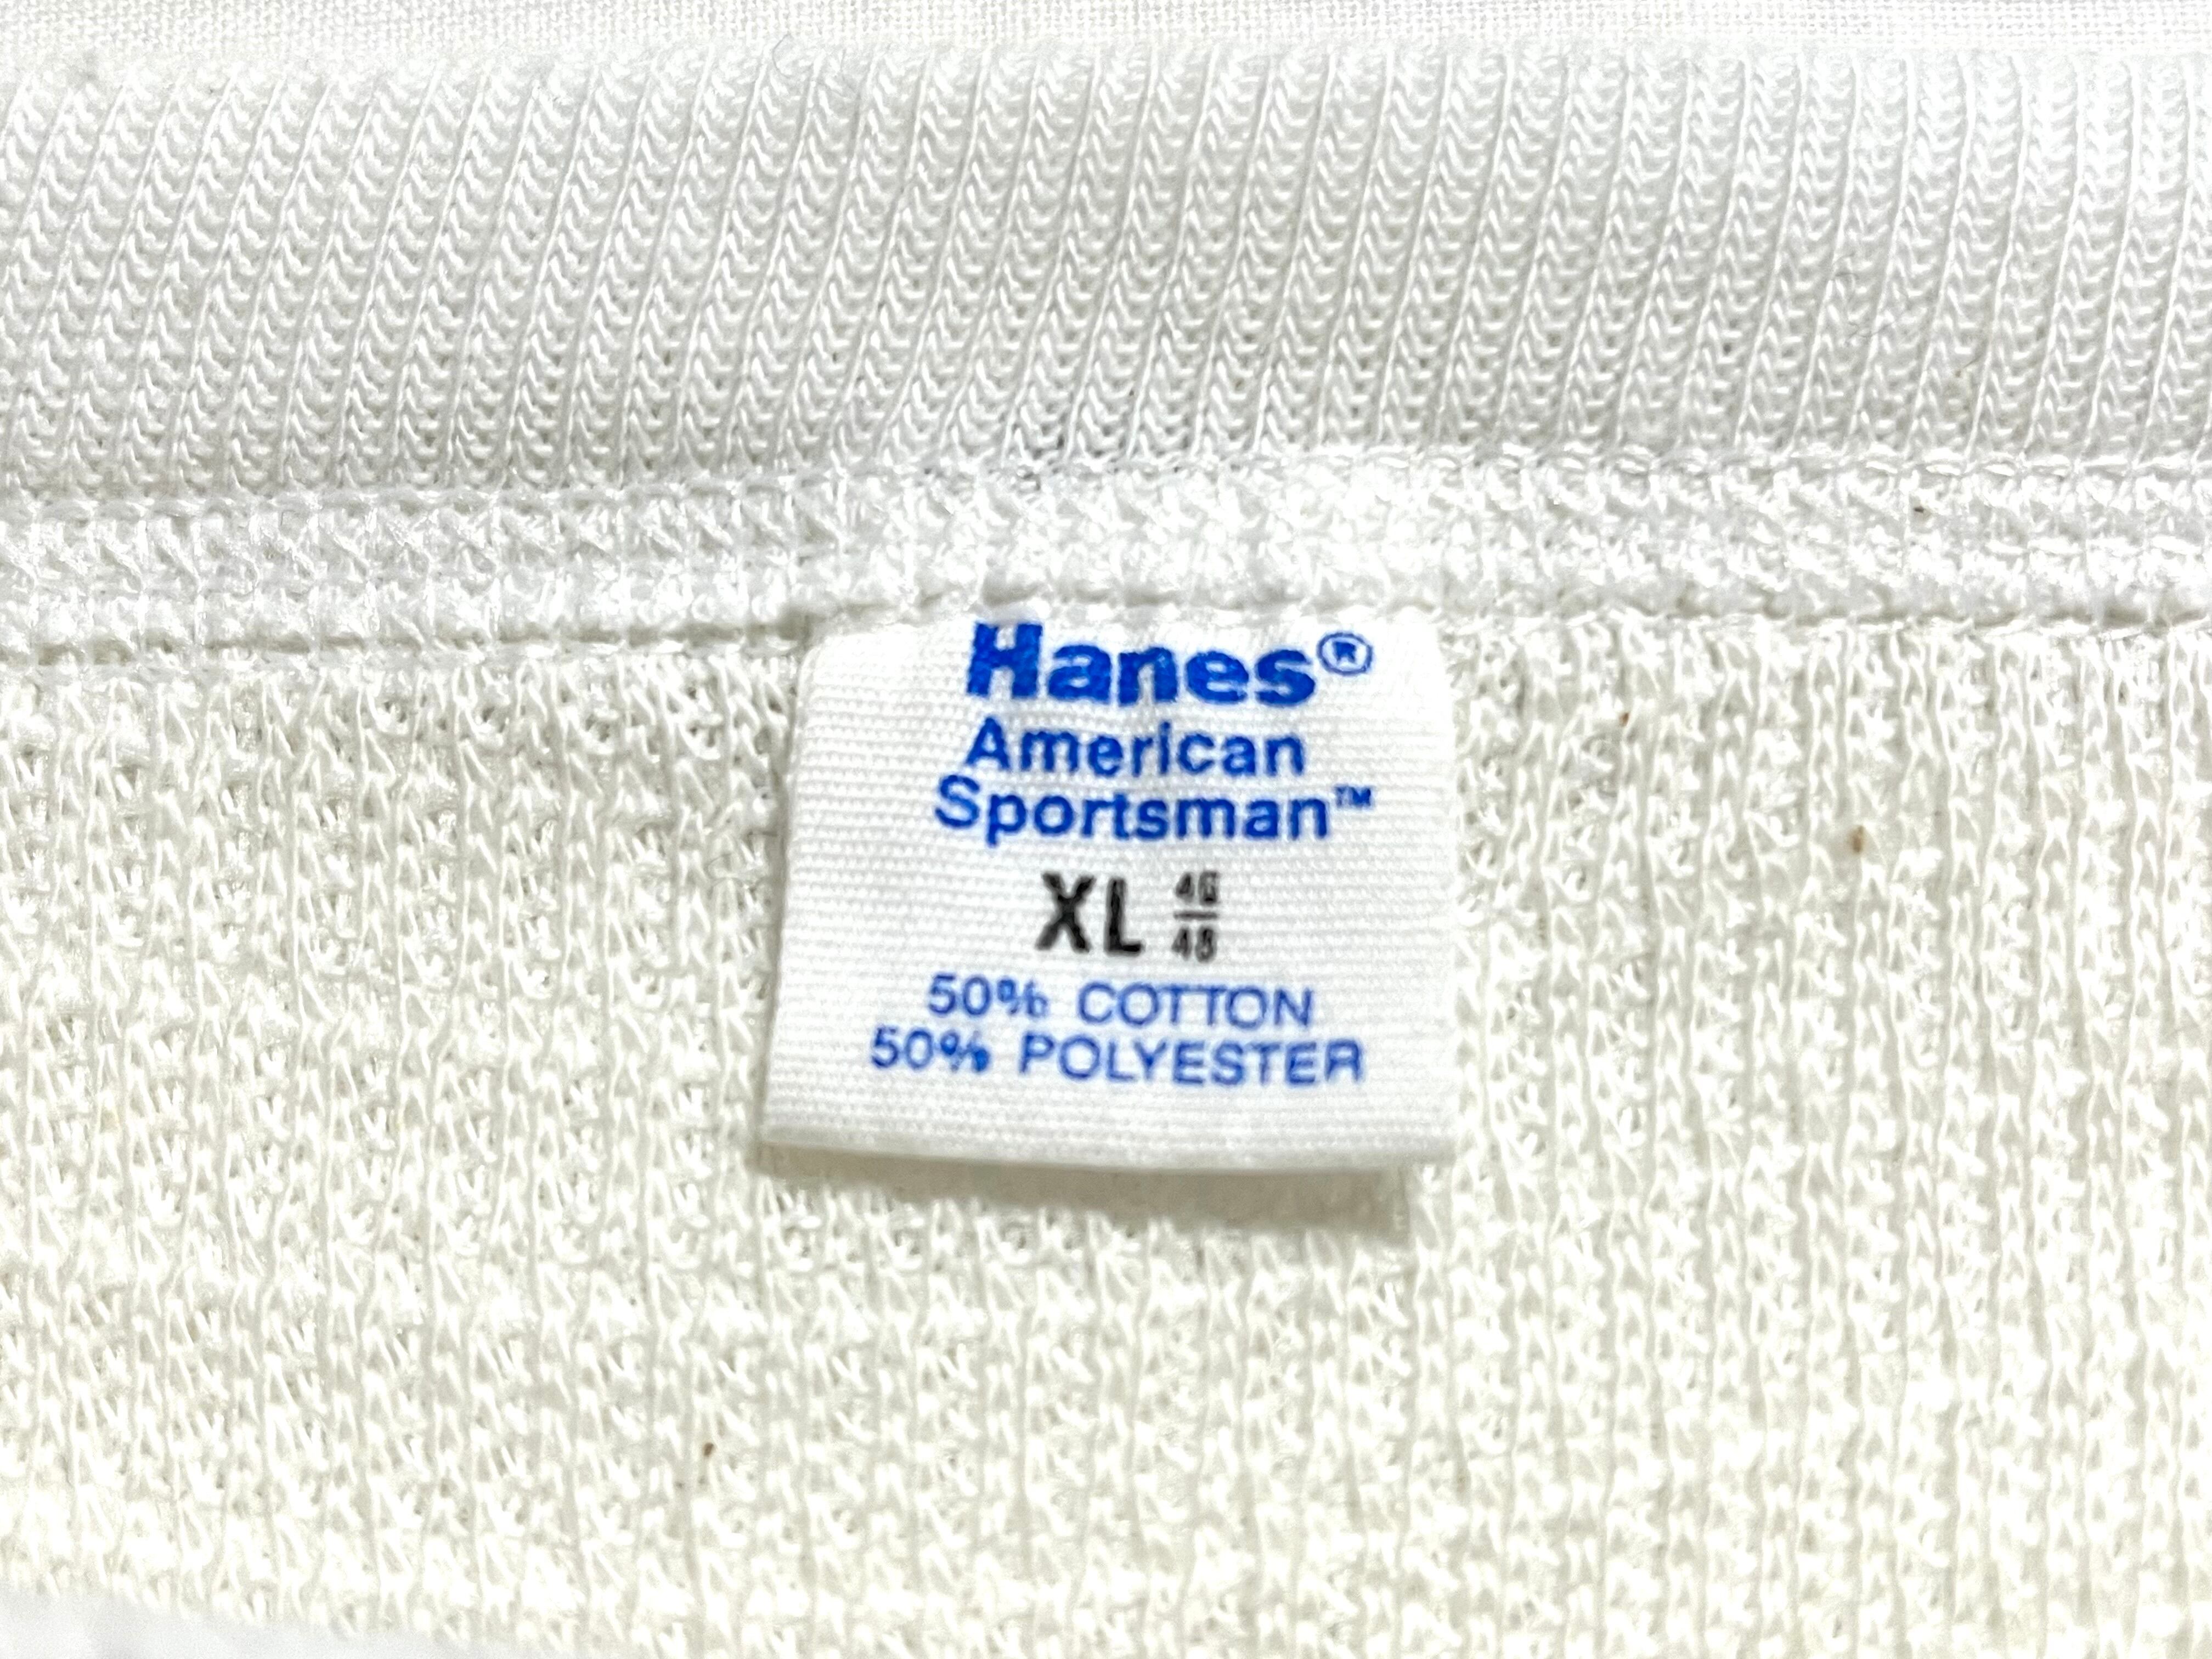 Hanes®
American
Sportsman™
XL 46/48
50% COTTON
50% POLYESTER